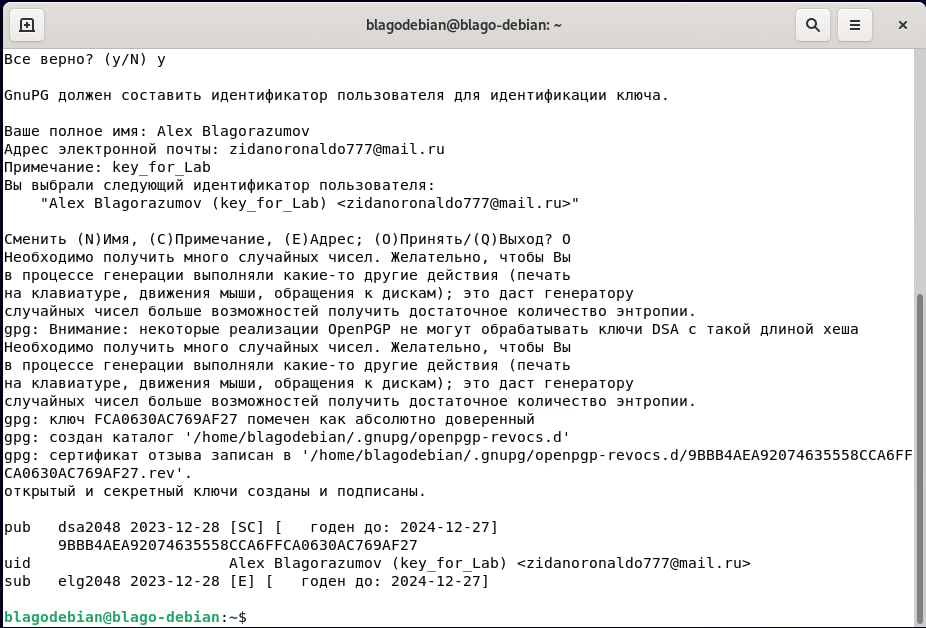 blagodebian@blago-debian: ~
Все верно? (y/N) y
GnuPG должен составить идентификатор пользователя для идентификации ключа.
Ваше полное имя: Alex Blagorazumov
Адрес электронной почты: zidanoronaldo777@mail.ru
Примечание: key_for_Lab
Вы выбрали следующий идентификатор пользователя:
    "Alex Blagorazumov (key_for_Lab) <zidanoronaldo777@mail.ru>"
Сменить (N)Имя, (C)Примечание, (E)Адрес; (O)Принять/(Q)Выход? O
Необходимо получить много случайных чисел. Желательно, чтобы Вы
в процессе генерации выполняли какие-то другие действия (печать
на клавиатуре, движения мыши, обращения к дискам); это даст генератору
случайных чисел больше возможностей получить достаточное количество энтропии.
gpg: Внимание: некоторые реализации OpenPGP не могут обрабатывать ключи DSA с такой длиной хеша
Необходимо получить много случайных чисел. Желательно, чтобы Вы
в процессе генерации выполняли какие-то другие действия (печать
на клавиатуре, движения мыши, обращения к дискам); это даст генератору
случайных чисел больше возможностей получить достаточное количество энтропии.
gpg: ключ FCA0630AC769AF27 помечен как абсолютно доверенный
gpg: создан каталог '/home/blagodebian/.gnupg/openpgp-revocs.d'
gpg: сертификат отзыва записан в '/home/blagodebian/.gnupg/openpgp-revocs.d/9BBB4AEA92074635558CCA6FF
CA0630AC769AF27.rev'.
открытый и секретный ключи созданы и подписаны.
pub   dsa2048 2023-12-28 [SC] [   годен до: 2024-12-27]
      9BBB4AEA92074635558CCA6FFCA0630AC769AF27
uid                      Alex Blagorazumov (key_for_Lab) <zidanoronaldo777@mail.ru>
sub   elg2048 2023-12-28 [E] [   годен до: 2024-12-27]
blagodebian@blago-debian:~$